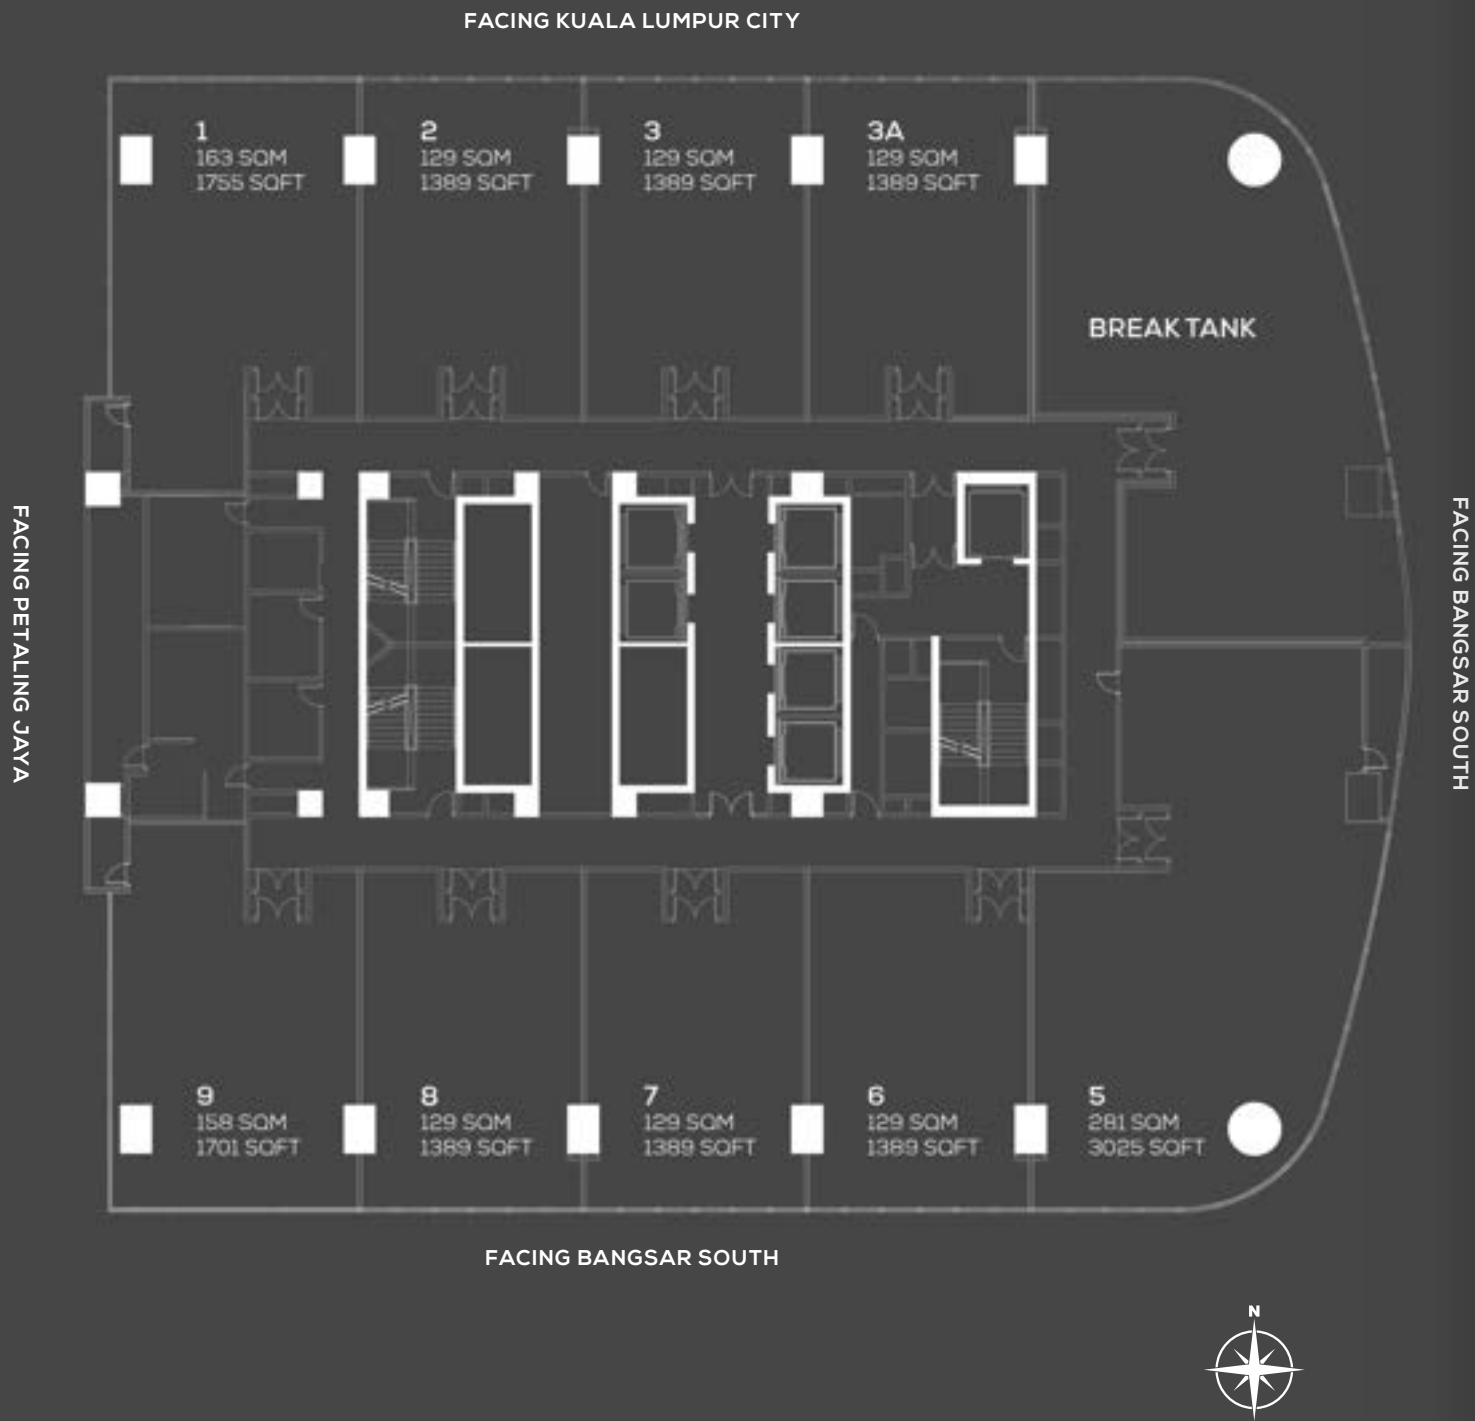 FACING KUALA LUMPUR CITY
1
163 SQM
1755 SQFT
2
129 SQM
1389 SQFT
3
129 SQM
1389 SQFT
3A
129 SQM
1389 SQFT
BREAK TANK
FACING PETALING JAYA
FACING BANGSAR SOUTH
9
158 SQM
1701 SQFT
8
129 SQM
1389 SQFT
7
129 SQM
1389 SQFT
6
129 SQM
1389 SQFT
5
281 SQM
3025 SQFT
FACING BANGSAR SOUTH
N